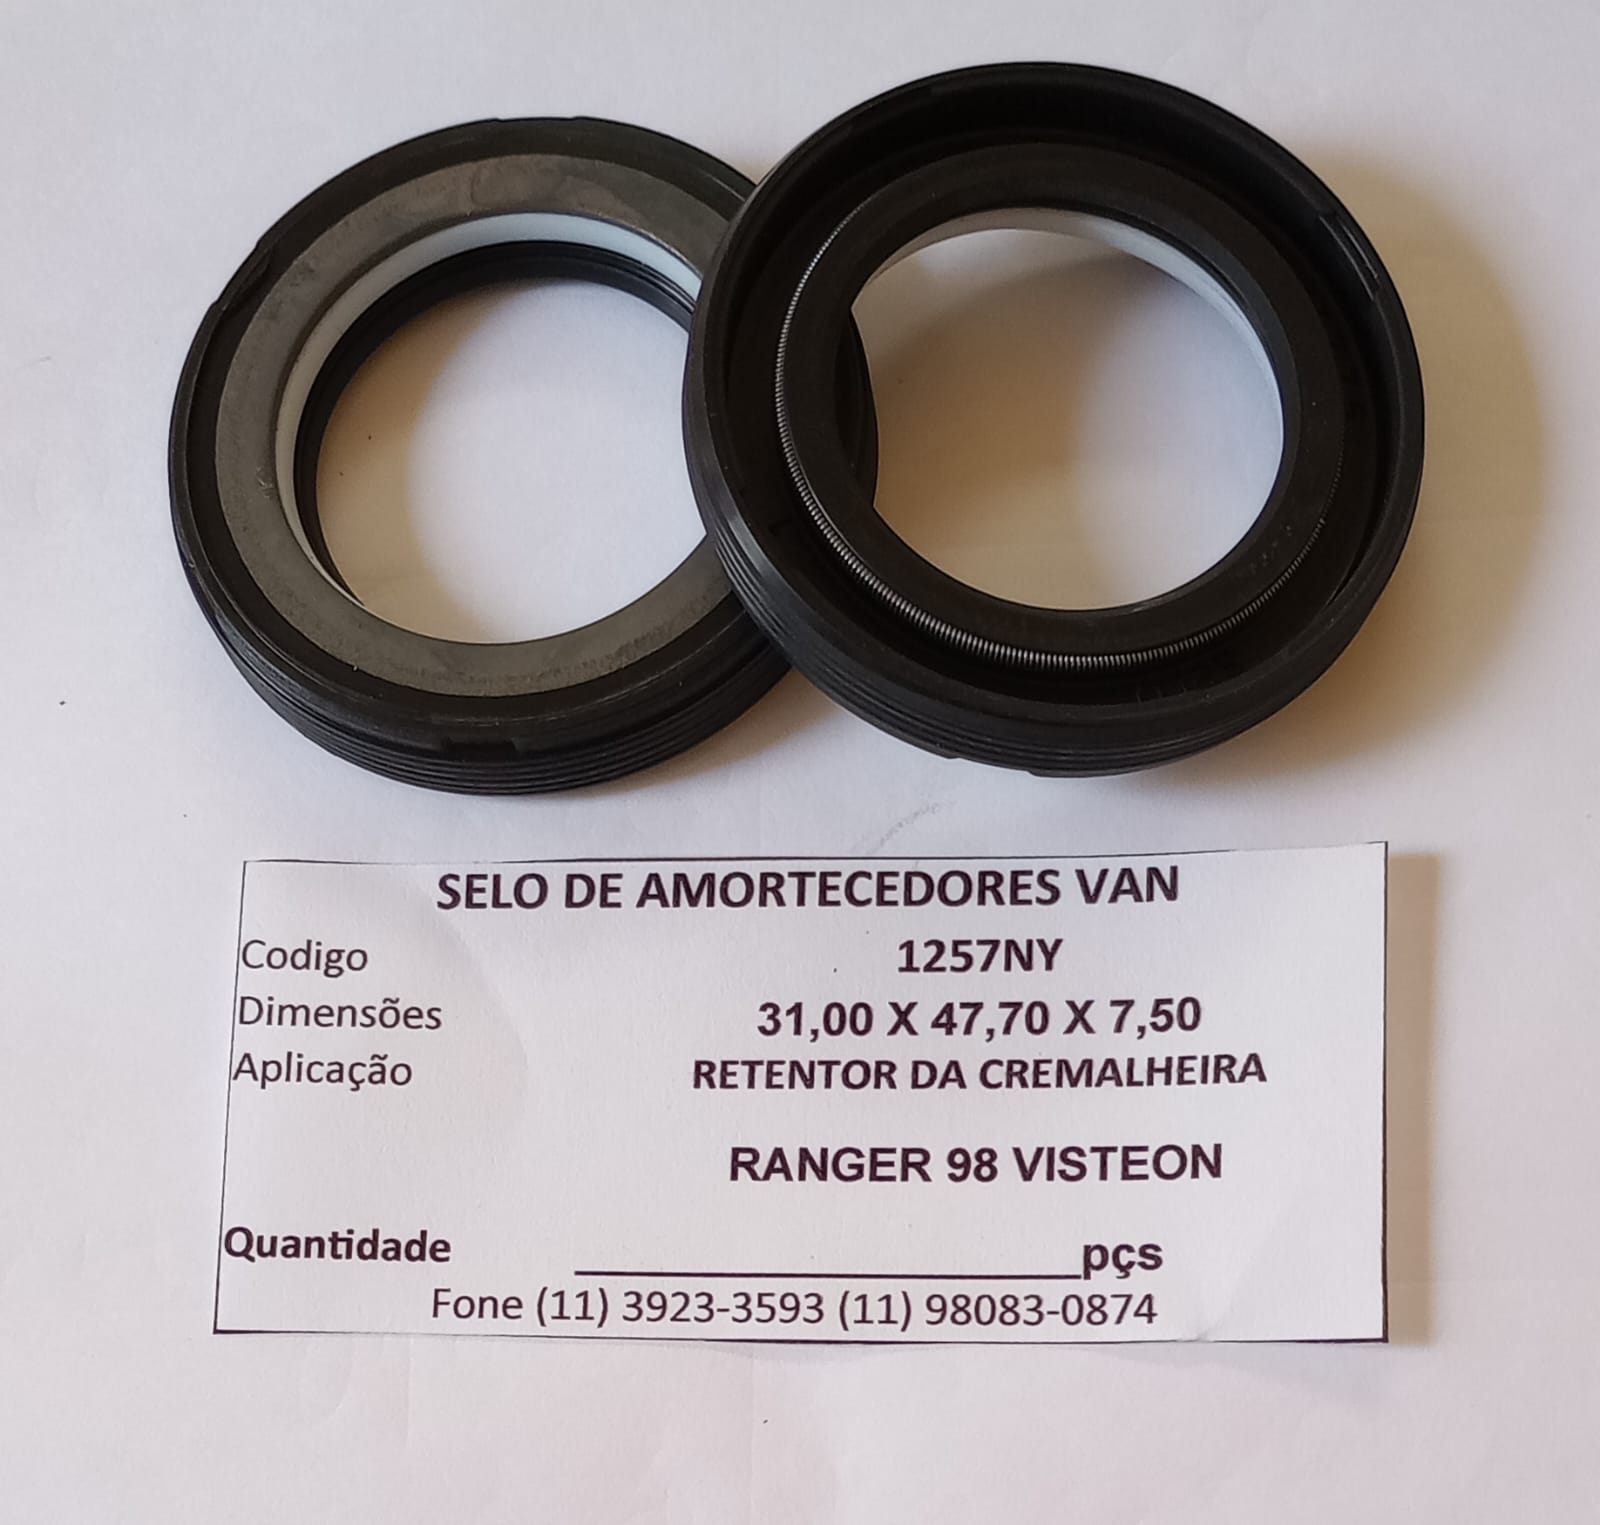 SELO DE AMORTECEDORES VAN
Codigo 1257NY
Dimensões 31,00 X 47,70 X 7,50
Aplicação RETENTOR DA CREMALHEIRA
RANGER 98 VISTEON
Quantidade ____________________pçs
Fone (11) 3923-3593 (11) 98083-0874